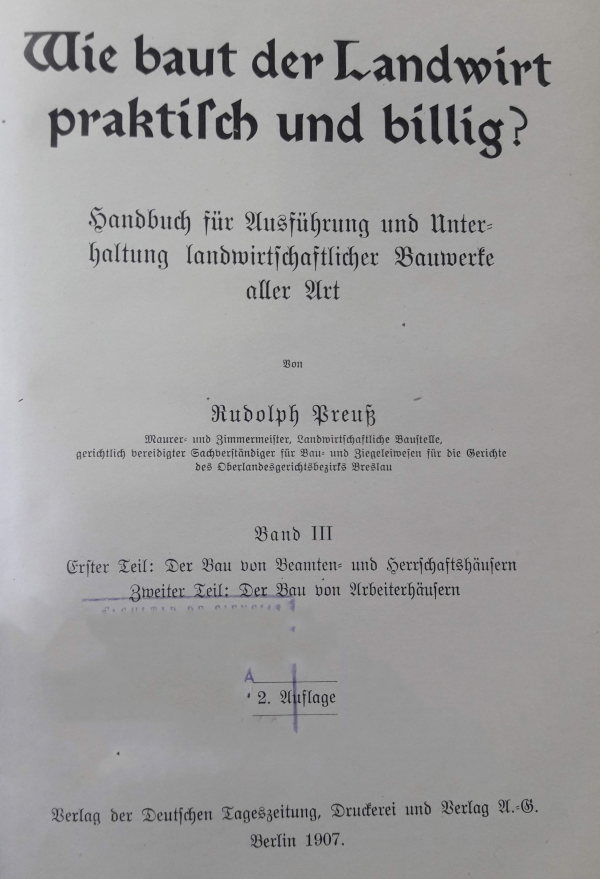 Wie baut der Landwirt
praktiſch und billig?
Handbuch für Ausführung und Unter⸗
haltung landwirtſchaftlicher Bauwerke
aller Art
Von
Rudolph Preuß
Maurer⸗ und Zimmermeiſter, Landwirtſchaftliche Bauſtelle,
gerichtlich vereidigter Sachverſtändiger für Bau⸗ und Ziegeleiweſen für die Gerichte
des Oberlandesgerichtsbezirks Breslau
Band III
Erſter Teil: Der Bau von Beamten⸗ und Herrſchaftshäuſern
Zweiter Teil: Der Bau von Arbeiterhäuſern
A
2. Auflage
Verlag der Deutſchen Tageszeitung, Druckerei und Verlag A.⸗G.
Berlin 1907.